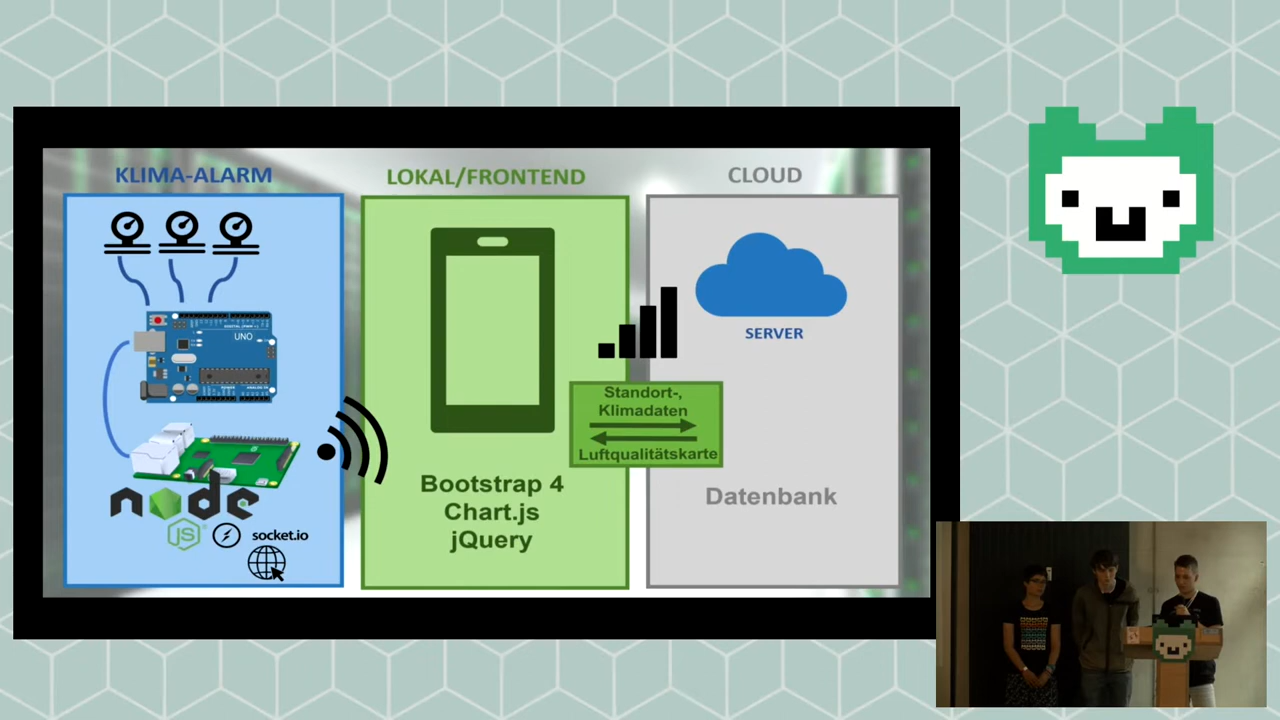 KLIMA-ALARM
UNO
node
JS
socket.io
LOKAL/FRONTEND
Bootstrap 4
Chart.js
jQuery
Standort-,
Klimadaten
Luftqualitätskarte
CLOUD
SERVER
Datenbank